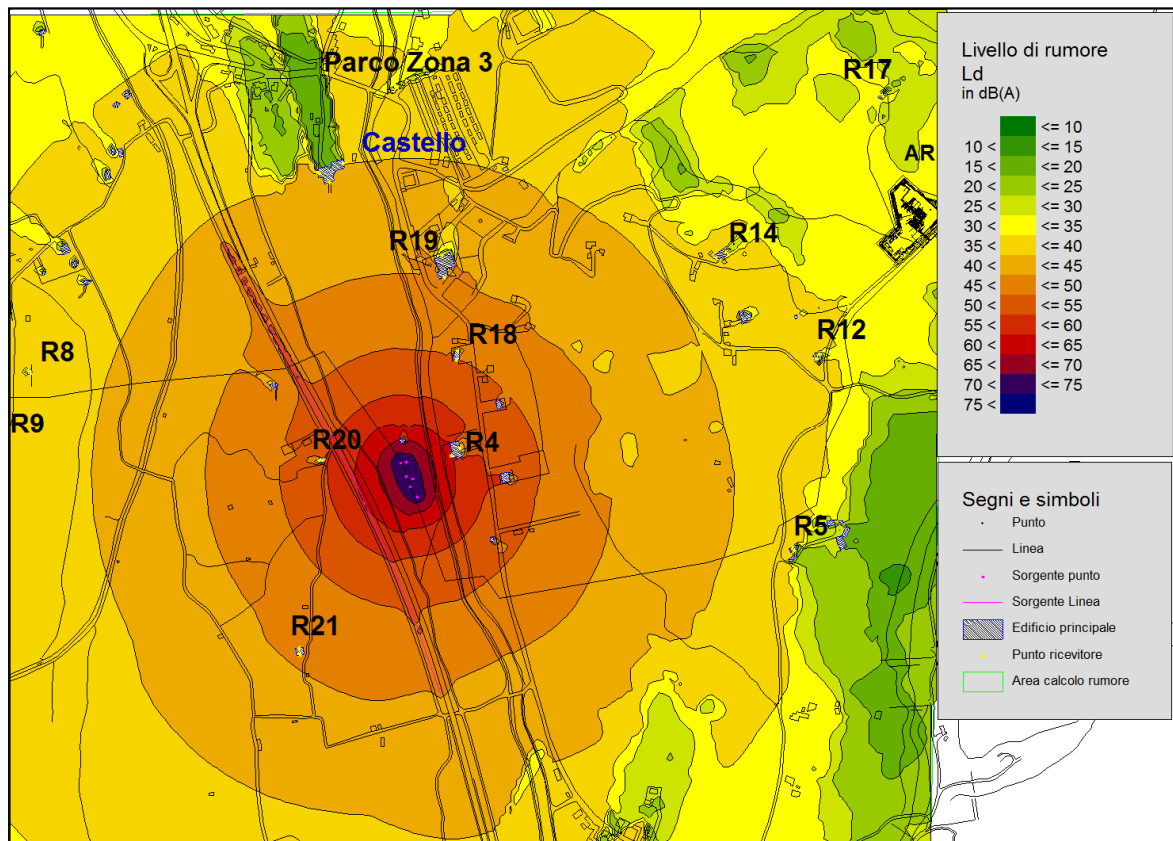 Parco Zona 3
Castello
R17
AR
R19
R14
R18
R12
R8
R9
R20
R4
R5
R21
Livello di rumore
Ld
in dB(A)
<= 10
10 < <= 15
15 < <= 20
20 < <= 25
25 < <= 30
30 < <= 35
35 < <= 40
40 < <= 45
45 < <= 50
50 < <= 55
55 < <= 60
60 < <= 65
65 < <= 70
70 < <= 75
75 <
Segni e simboli
Punto
Linea
Sorgente punto
Sorgente Linea
Edificio principale
Punto ricevitore
Area calcolo rumore